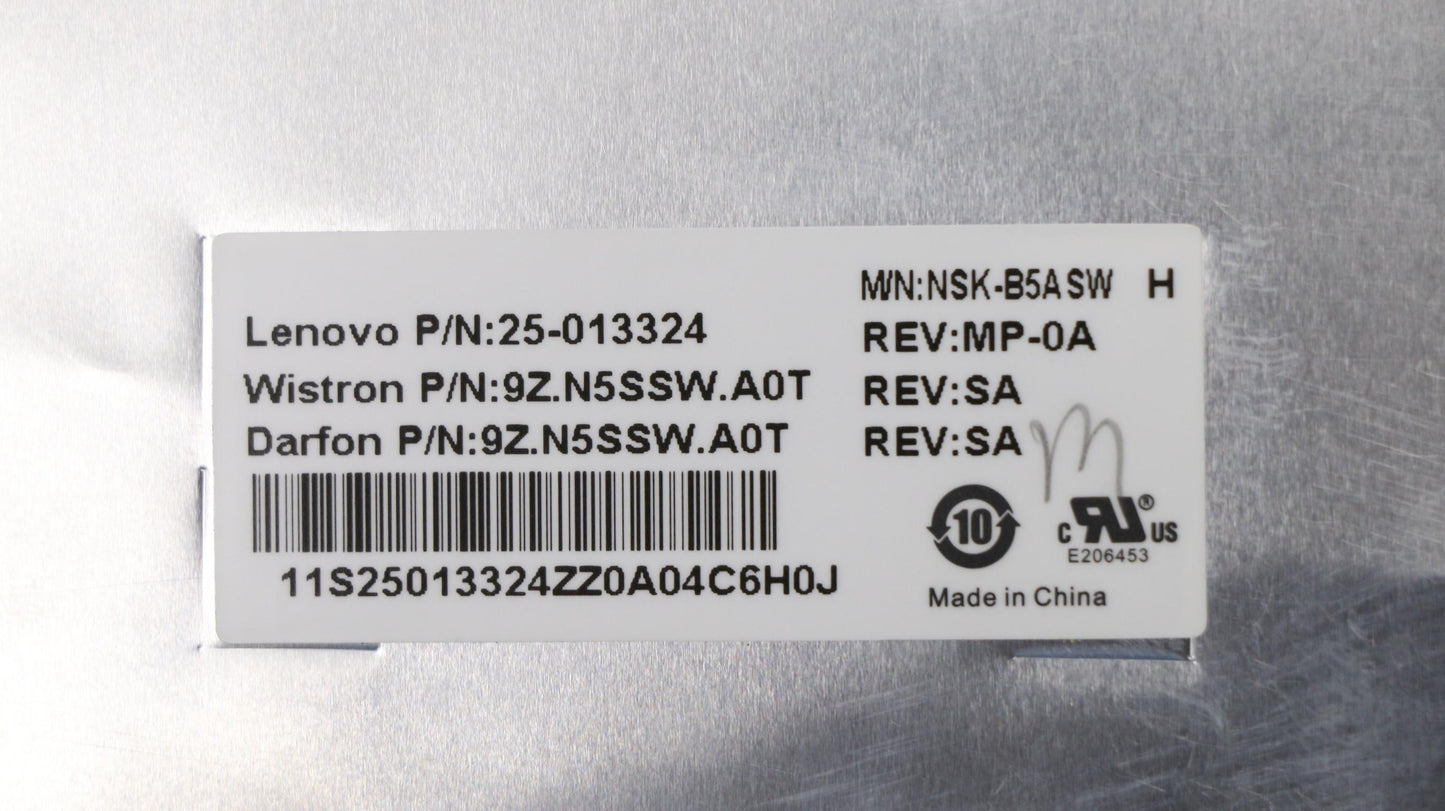 M/N:NSK-B5ASW H
Lenovo P/N:25-013324 REV:MP-0A
Wistron P/N:9Z.N5SSW.A0T REV:SA
Darfon P/N:9Z.N5SSW.A0T REV:SA
m
10
c RU ® US
E206453
11S25013324ZZ0A04C6H0J
Made in China